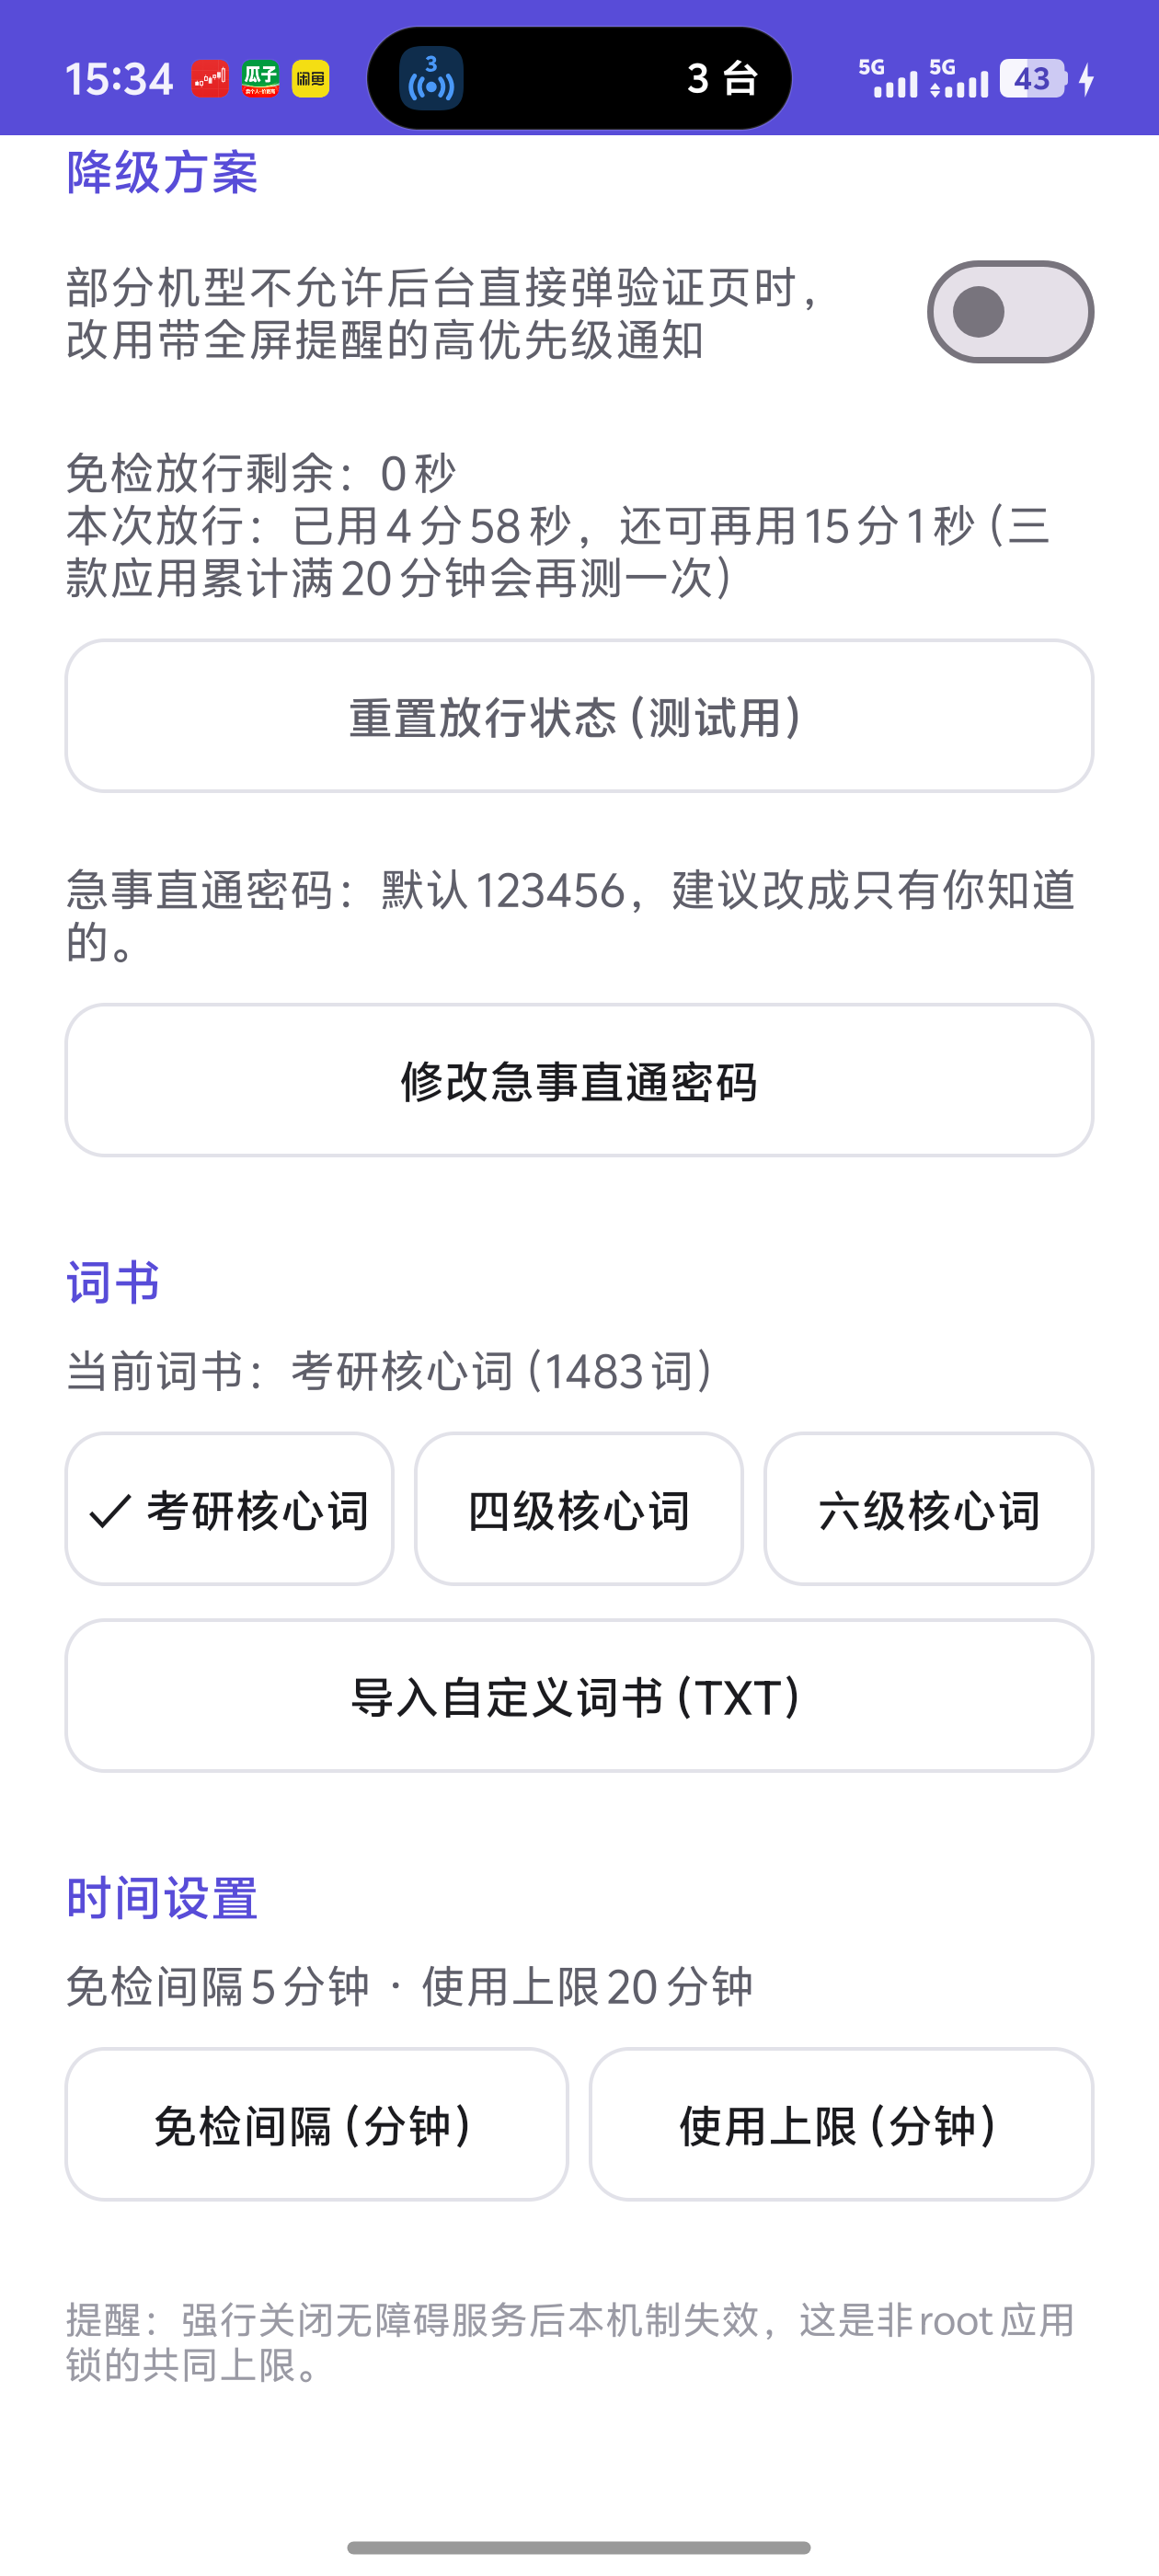 15:34
瓜子
闲鱼
3
3 台
5G
5G
43
降级方案
部分机型不允许后台直接弹验证页时，
改用带全屏提醒的高优先级通知
免检放行剩余：0 秒
本次放行：已用 4 分 58 秒，还可再用 15 分 1 秒（三
款应用累计满 20 分钟会再测一次）
重置放行状态（测试用）
急事直通密码：默认 123456，建议改成只有你知道
的。
修改急事直通密码
词书
当前词书：考研核心词（1483 词）
考研核心词
四级核心词
六级核心词
导入自定义词书（TXT）
时间设置
免检间隔 5 分钟 · 使用上限 20 分钟
免检间隔（分钟）
使用上限（分钟）
提醒：强行关闭无障碍服务后本机制失效，这是非 root 应用
锁的共同上限。